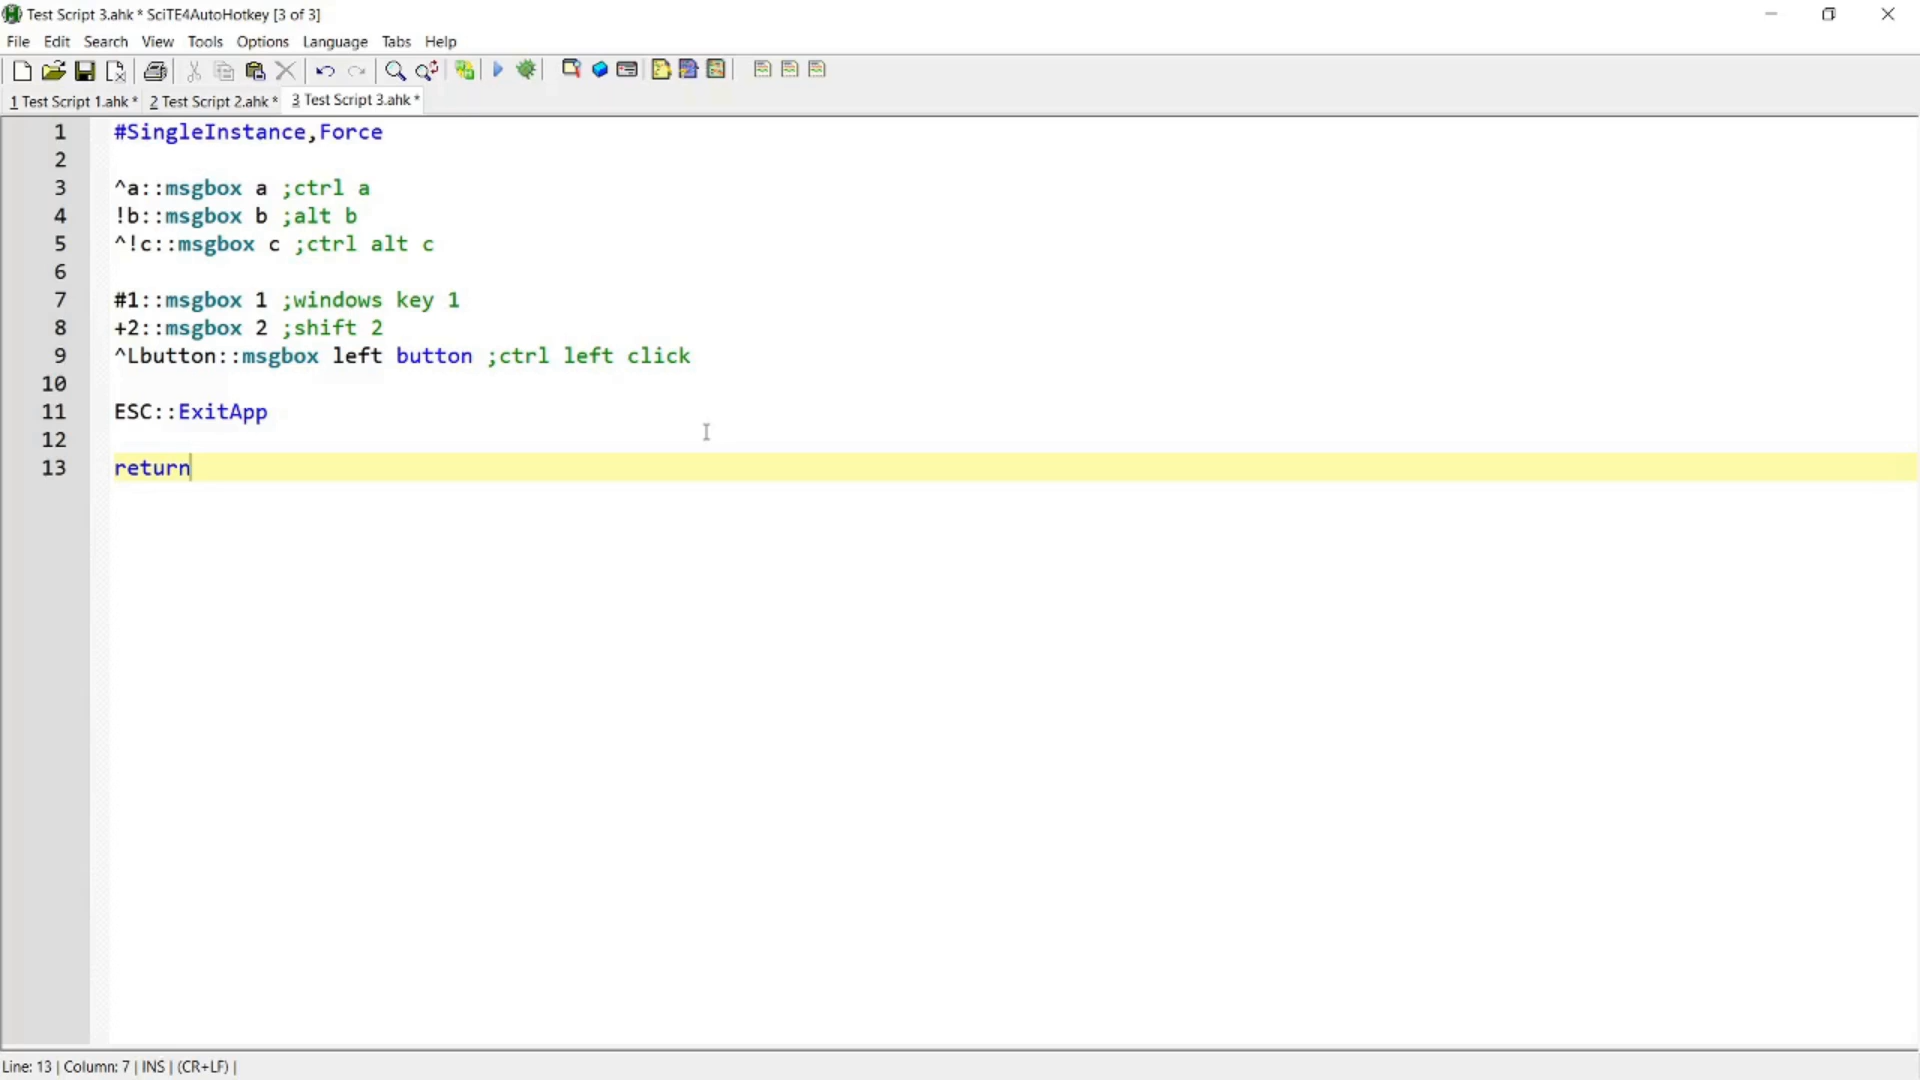 Test Script 3.ahk * SciTE4AutoHotkey [3 of 3]
File Edit Search View Tools Options Language Tabs Help
1 Test Script 1.ahk * 2 Test Script 2.ahk * 3 Test Script 3.ahk *
1 #SingleInstance,Force
2
3 ^a::msgbox a ;ctrl a
4 !b::msgbox b ;alt b
5 ^!c::msgbox c ;ctrl alt c
6
7 #1::msgbox 1 ;windows key 1
8 +2::msgbox 2 ;shift 2
9 ^Lbutton::msgbox left button ;ctrl left click
10
11 ESC::ExitApp
12
13 return
Line: 13 | Column: 7 | INS | (CR+LF) |